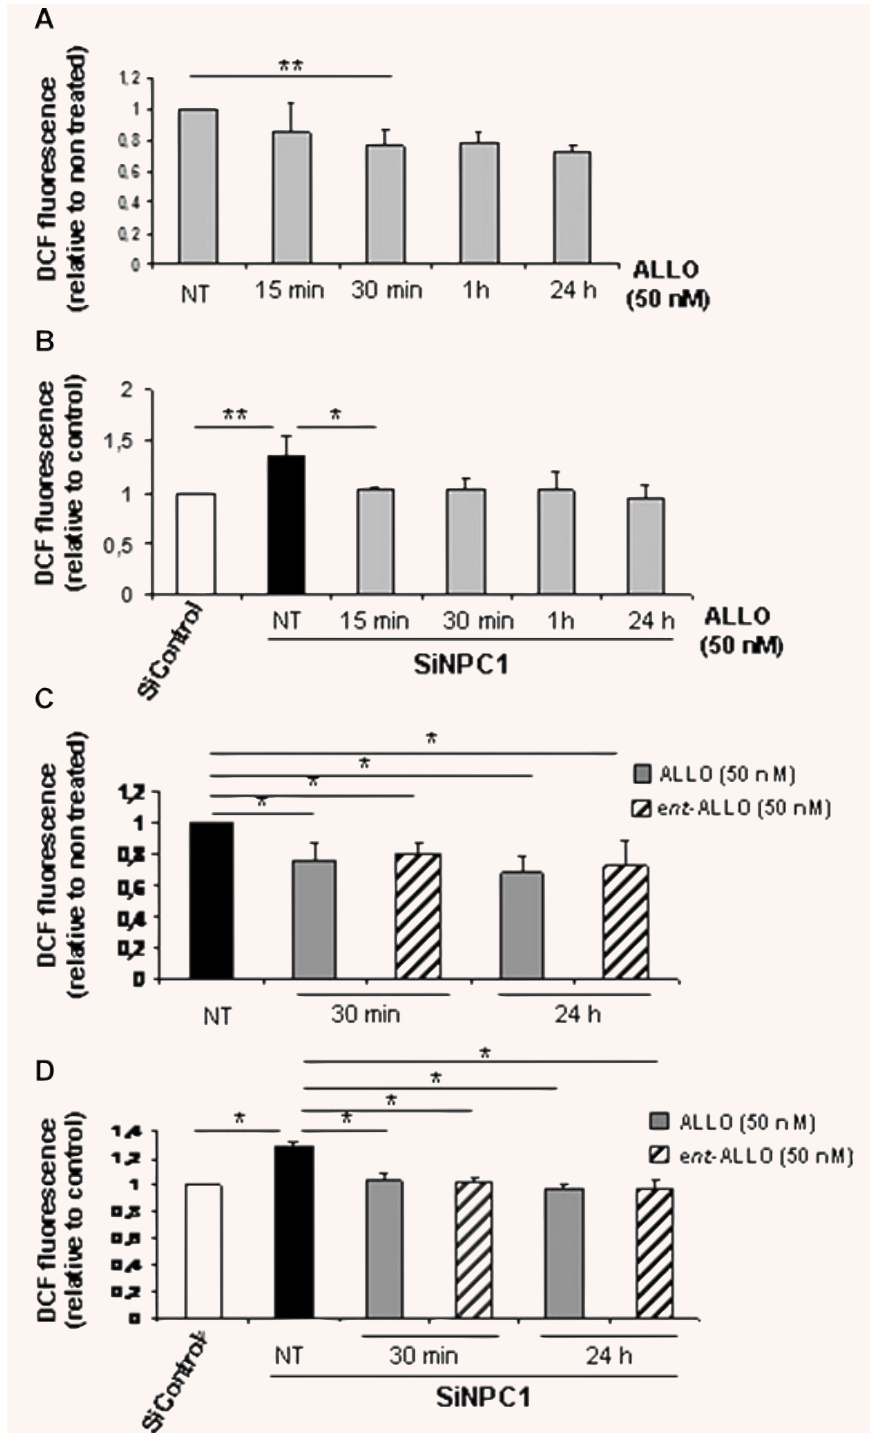 A
DCF fluorescence
(relative to non treated)
**
1,2
1
0,8
0,6
0,4
0,2
0
NT 15 min 30 min 1h 24 h
ALLO
(50 nM)
B
DCF fluorescence
(relative to control)
** *
2
1,5
1
0,5
0
SiControl NT 15 min 30 min 1h 24 h
ALLO
(50 nM)
SiNPC1
C
DCF fluorescence
(relative to non treated)
*
*
*
*
ALLO (50 nM)
ent-ALLO (50 nM)
1,2
1
0,8
0,6
0,4
0,2
0
NT 30 min 24 h
D
DCF fluorescence
(relative to control)
*
*
*
* *
ALLO (50 nM)
ent-ALLO (50 nM)
1,4
1,2
1
0,8
0,6
0,4
0,2
0
SiControl NT 30 min 24 h
SiNPC1